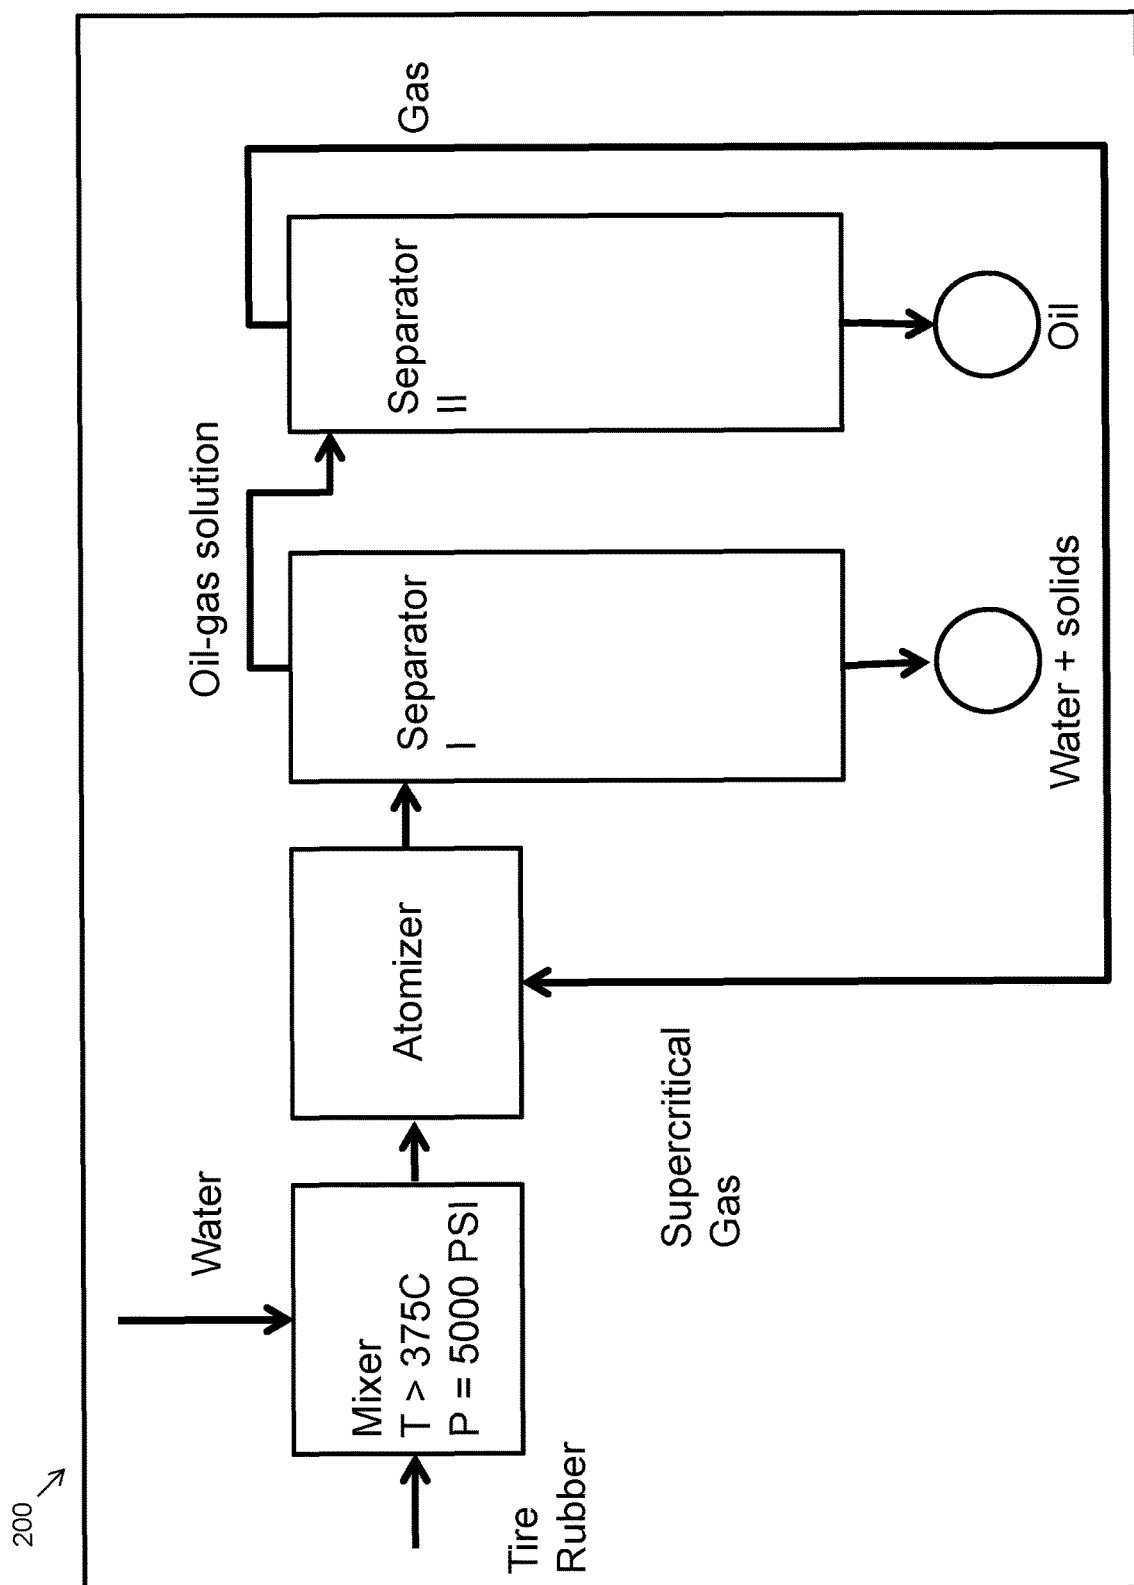 200
Tire
Rubber
Water
Mixer
T > 375C
P = 5000 PSI
Atomizer
Supercritical
Gas
Separator
I
Water + solids
Oil-gas solution
Separator
II
Oil
Gas